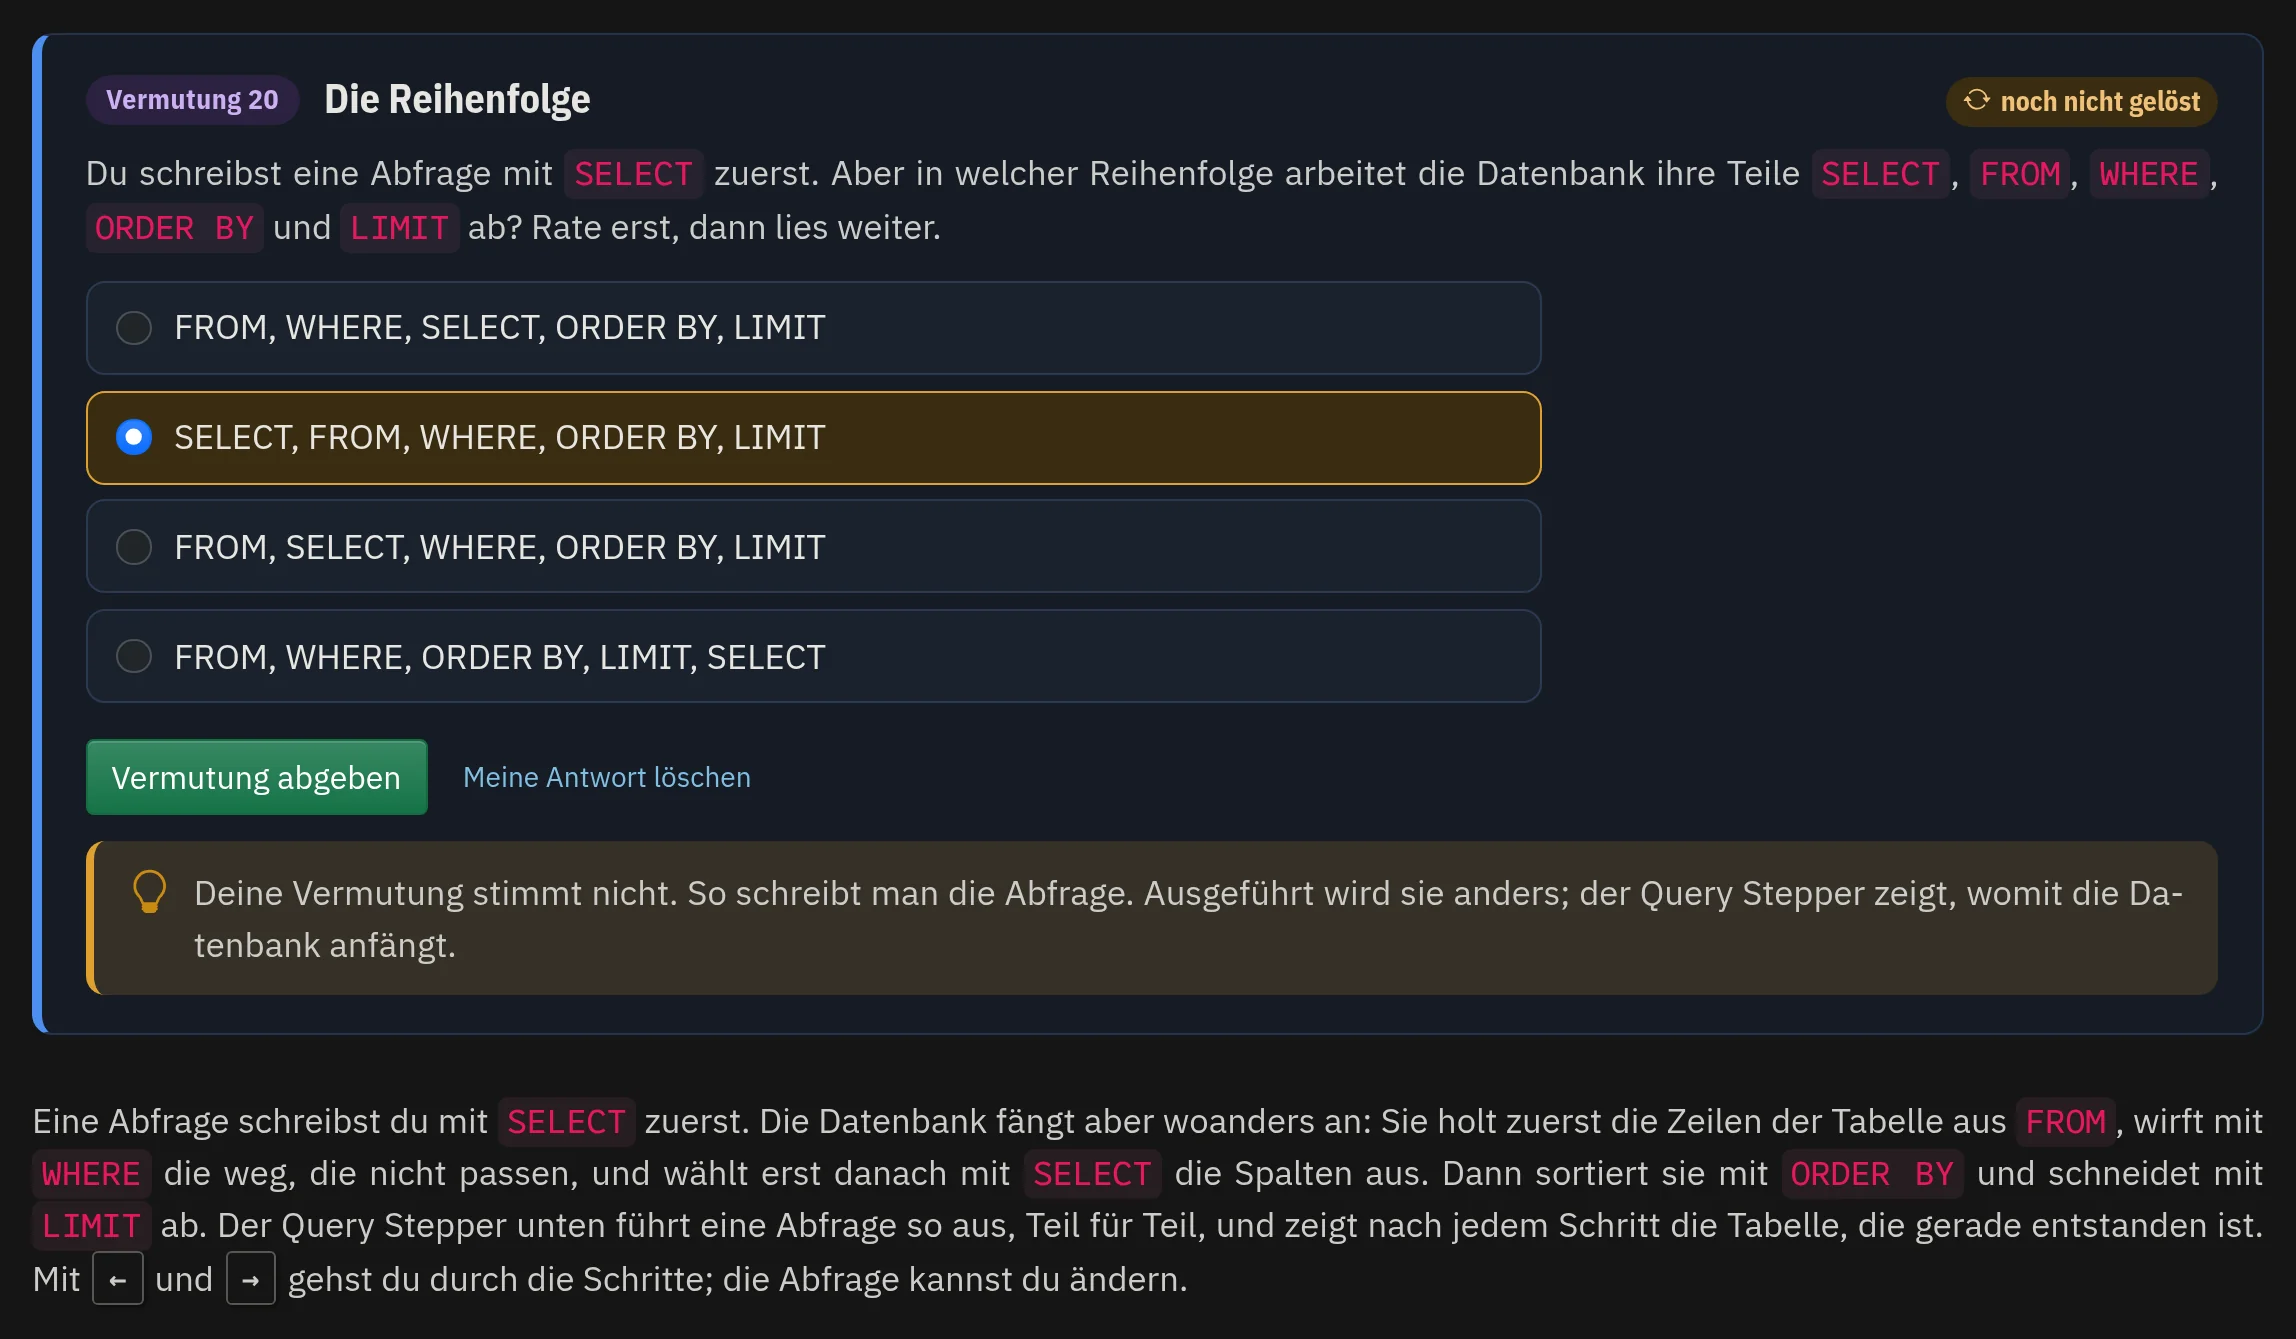 Vermutung 20 Die Reihenfolge noch nicht gelöst
Du schreibst eine Abfrage mit SELECT zuerst. Aber in welcher Reihenfolge arbeitet die Datenbank ihre Teile SELECT, FROM, WHERE,
ORDER BY und LIMIT ab? Rate erst, dann lies weiter.
FROM, WHERE, SELECT, ORDER BY, LIMIT
SELECT, FROM, WHERE, ORDER BY, LIMIT
FROM, SELECT, WHERE, ORDER BY, LIMIT
FROM, WHERE, ORDER BY, LIMIT, SELECT
Vermutung abgeben Meine Antwort löschen
Deine Vermutung stimmt nicht. So schreibt man die Abfrage. Ausgeführt wird sie anders; der Query Stepper zeigt, womit die Da-
tenbank anfängt.
Eine Abfrage schreibst du mit SELECT zuerst. Die Datenbank fängt aber woanders an: Sie holt zuerst die Zeilen der Tabelle aus FROM, wirft mit
WHERE die weg, die nicht passen, und wählt erst danach mit SELECT die Spalten aus. Dann sortiert sie mit ORDER BY und schneidet mit
LIMIT ab. Der Query Stepper unten führt eine Abfrage so aus, Teil für Teil, und zeigt nach jedem Schritt die Tabelle, die gerade entstanden ist.
Mit ← und → gehst du durch die Schritte; die Abfrage kannst du ändern.